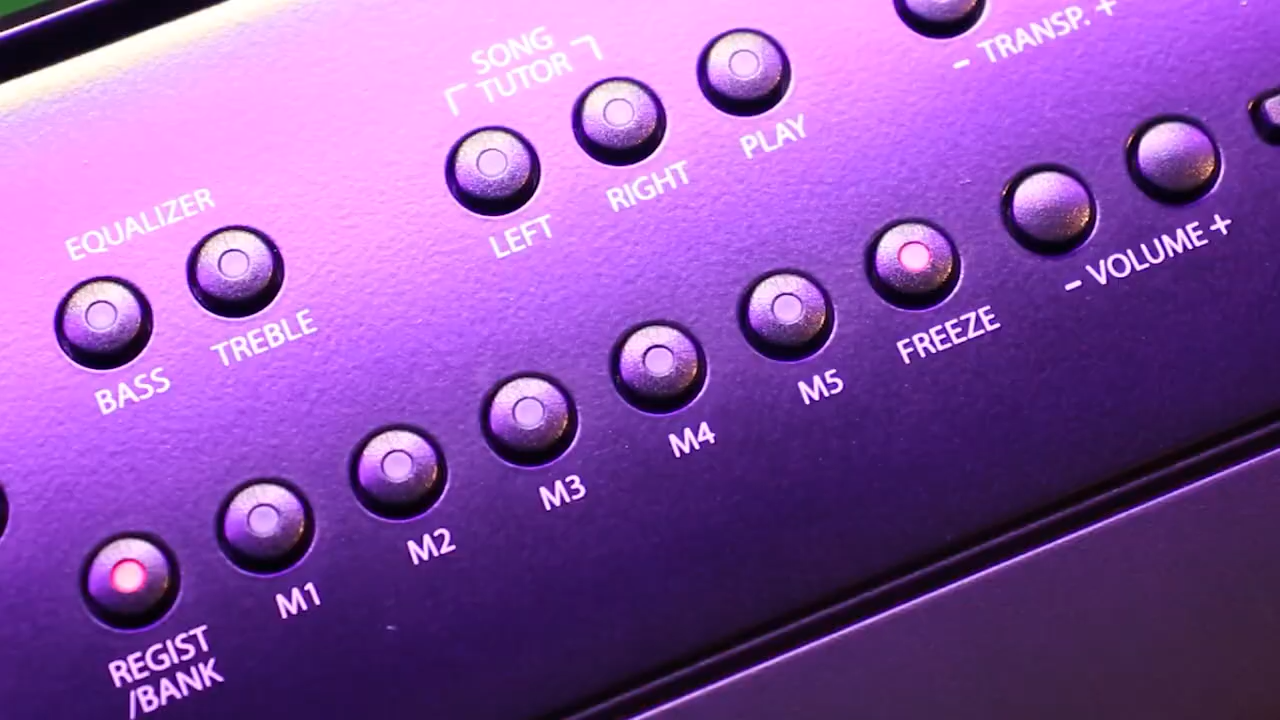 - TRANSP. +
SONG
TUTOR
LEFT
RIGHT
PLAY
EQUALIZER
BASS
TREBLE
REGIST
/BANK
M1
M2
M3
M4
M5
FREEZE
- VOLUME +